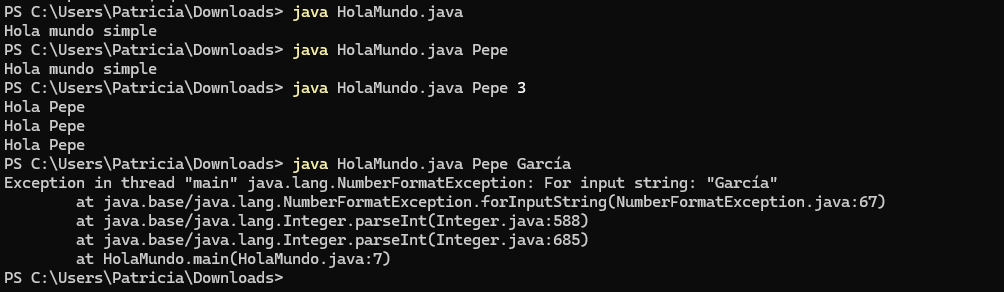 PS C:\Users\Patricia\Downloads> java HolaMundo.java
Hola mundo simple
PS C:\Users\Patricia\Downloads> java HolaMundo.java Pepe
Hola mundo simple
PS C:\Users\Patricia\Downloads> java HolaMundo.java Pepe 3
Hola Pepe
Hola Pepe
Hola Pepe
PS C:\Users\Patricia\Downloads> java HolaMundo.java Pepe García
Exception in thread "main" java.lang.NumberFormatException: For input string: "García"
        at java.base/java.lang.NumberFormatException.forInputString(NumberFormatException.java:67)
        at java.base/java.lang.Integer.parseInt(Integer.java:588)
        at java.base/java.lang.Integer.parseInt(Integer.java:685)
        at HolaMundo.main(HolaMundo.java:7)
PS C:\Users\Patricia\Downloads>